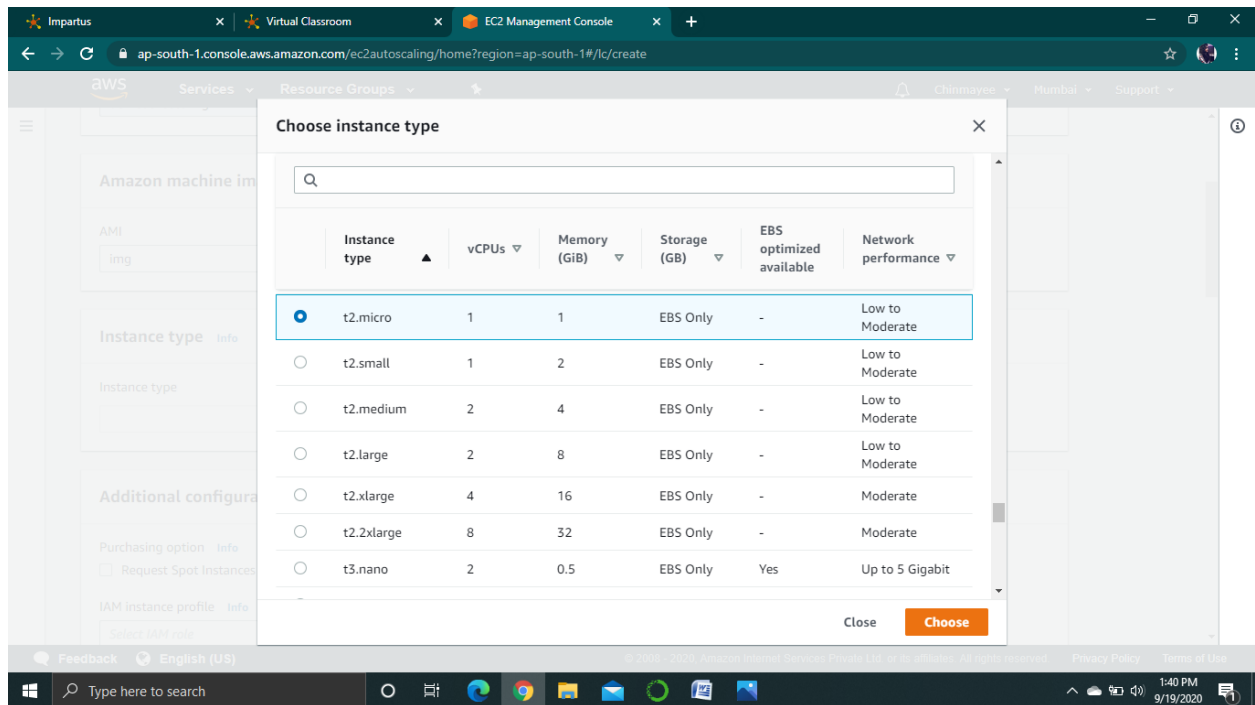 Impartus
Virtual Classroom
EC2 Management Console
ap-south-1.console.aws.amazon.com/ec2autoscaling/home?region=ap-south-1#/lc/create
aws Services Resource Groups Chinmayee Mumbai Support
Choose instance type
Amazon machine im
AMI
img
Instance type Info
Instance type
Additional configura
Purchasing option Info
Request Spot Instances
IAM instance profile Info
Select IAM role
Instance type vCPUs Memory (GiB) Storage (GB) EBS optimized available Network performance
t2.micro 1 1 EBS Only - Low to Moderate
t2.small 1 2 EBS Only - Low to Moderate
t2.medium 2 4 EBS Only - Low to Moderate
t2.large 2 8 EBS Only - Low to Moderate
t2.xlarge 4 16 EBS Only - Moderate
t2.2xlarge 8 32 EBS Only - Moderate
t3.nano 2 0.5 EBS Only Yes Up to 5 Gigabit
Close Choose
Feedback English (US) © 2008 - 2020, Amazon Internet Services Private Ltd. or its affiliates. All rights reserved. Privacy Policy Terms of Use
Type here to search
1:40 PM
9/19/2020